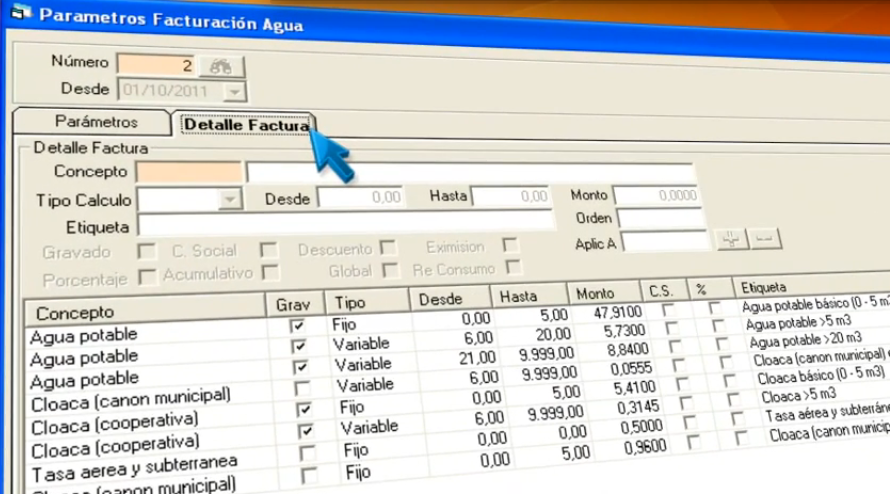 Parametros Facturación Agua
Número 2
Desde 01/10/2011
Parámetros Detalle Factura
Detalle Factura
Concepto
Tipo Calculo Desde 0,00 Hasta 0,00 Monto 0,0000
Etiqueta Orden
Gravado C. Social Descuento Eximision Aplic A
Porcentaje Acumulativo Global Re Consumo
Concepto Grav Tipo Desde Hasta Monto C.S. % Etiqueta
Agua potable Fijo 0,00 5,00 47,9100 Agua potable básico (0 - 5 m3
Agua potable Variable 6,00 20,00 5,7300 Agua potable >5 m3
Agua potable Variable 21,00 9.999,00 8,8400 Agua potable >20 m3
Cloaca (canon municipal) Variable 6,00 9.999,00 0,0555 Cloaca (canon municipal)
Cloaca (cooperativa) Fijo 0,00 5,00 5,4100 Cloaca básico (0 - 5 m3)
Cloaca (cooperativa) Variable 6,00 9.999,00 0,3145 Cloaca >5 m3
Tasa aerea y subterranea Fijo 0,00 0,00 0,5000 Tasa aérea y subterráne
Cloaca (canon municipal) Fijo 0,00 5,00 0,9600 Cloaca (canon municip